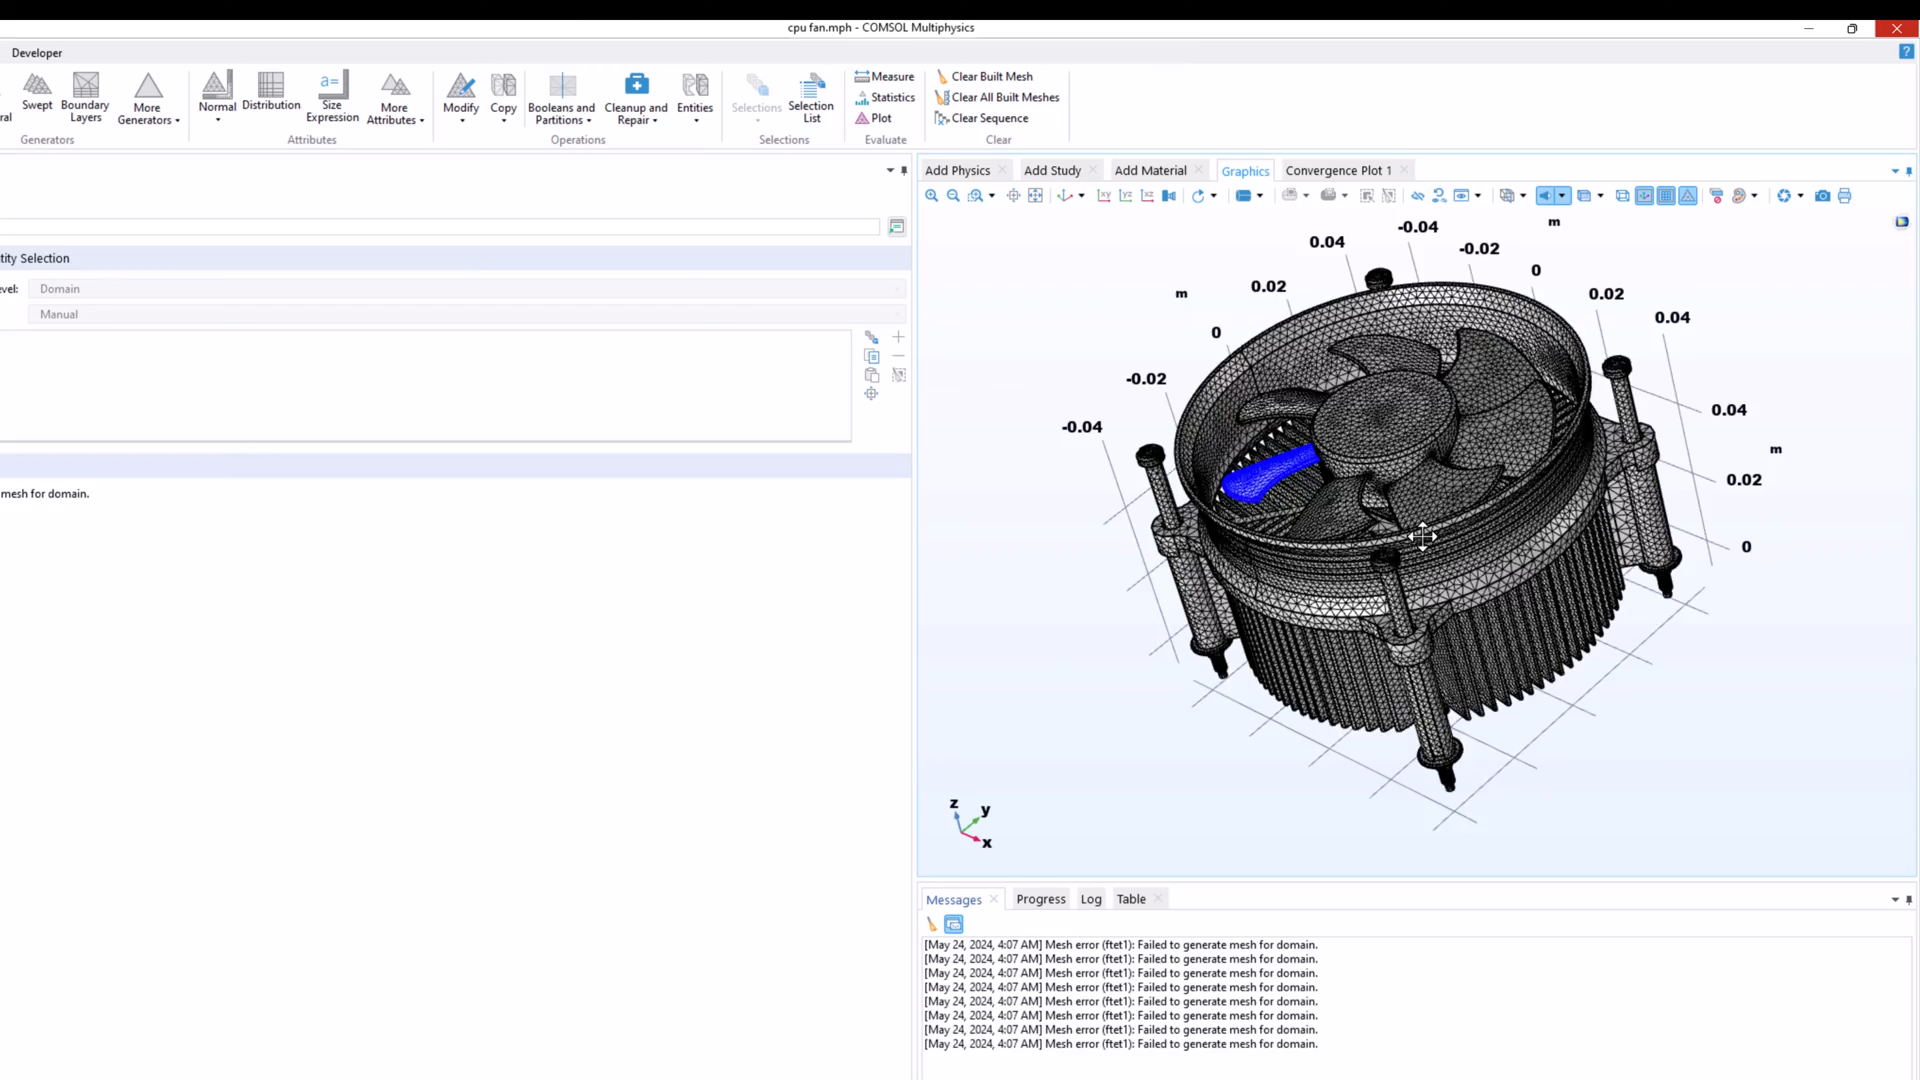 cpu fan.mph - COMSOL Multiphysics
Developer
?
ral
Swept
Boundary Layers
More Generators
Generators
Normal
Distribution
a=
Size Expression
More Attributes
Attributes
Modify
Copy
Booleans and Partitions
Cleanup and Repair
Entities
Operations
Selections
Selection List
Selections
Measure
Statistics
Plot
Evaluate
Clear Built Mesh
Clear All Built Meshes
Clear Sequence
Clear
Add Physics
Add Study
Add Material
Graphics
Convergence Plot 1
xy
yz
xz
tity Selection
evel:
Domain
Manual
mesh for domain.
m
-0.04
-0.02
0
0.02
0.04
0.04
0.02
0
-0.02
-0.04
m
0.04
m
0.02
0
z
y
x
Messages
Progress
Log
Table
[May 24, 2024, 4:07 AM] Mesh error (ftet1): Failed to generate mesh for domain.
[May 24, 2024, 4:07 AM] Mesh error (ftet1): Failed to generate mesh for domain.
[May 24, 2024, 4:07 AM] Mesh error (ftet1): Failed to generate mesh for domain.
[May 24, 2024, 4:07 AM] Mesh error (ftet1): Failed to generate mesh for domain.
[May 24, 2024, 4:07 AM] Mesh error (ftet1): Failed to generate mesh for domain.
[May 24, 2024, 4:07 AM] Mesh error (ftet1): Failed to generate mesh for domain.
[May 24, 2024, 4:07 AM] Mesh error (ftet1): Failed to generate mesh for domain.
[May 24, 2024, 4:07 AM] Mesh error (ftet1): Failed to generate mesh for domain.